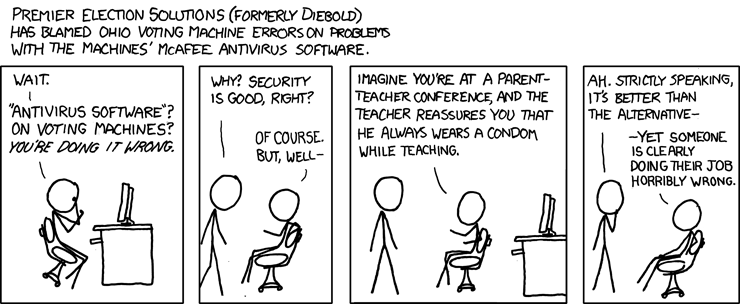 PREMIER ELECTION SOLUTIONS (FORMERLY DIEBOLD)
HAS BLAMED OHIO VOTING MACHINE ERRORS ON PROBLEMS
WITH THE MACHINES' MCAFEE ANTIVIRUS SOFTWARE.
WAIT.
"ANTIVIRUS SOFTWARE"?
ON VOTING MACHINES?
YOU'RE DOING IT WRONG.
WHY? SECURITY
IS GOOD, RIGHT?
OF COURSE.
BUT, WELL—
IMAGINE YOU'RE AT A PARENT-
TEACHER CONFERENCE, AND THE
TEACHER REASSURES YOU THAT
HE ALWAYS WEARS A CONDOM
WHILE TEACHING.
AH. STRICTLY SPEAKING,
IT'S BETTER THAN
THE ALTERNATIVE—
—YET SOMEONE
IS CLEARLY
DOING THEIR JOB
HORRIBLY WRONG.